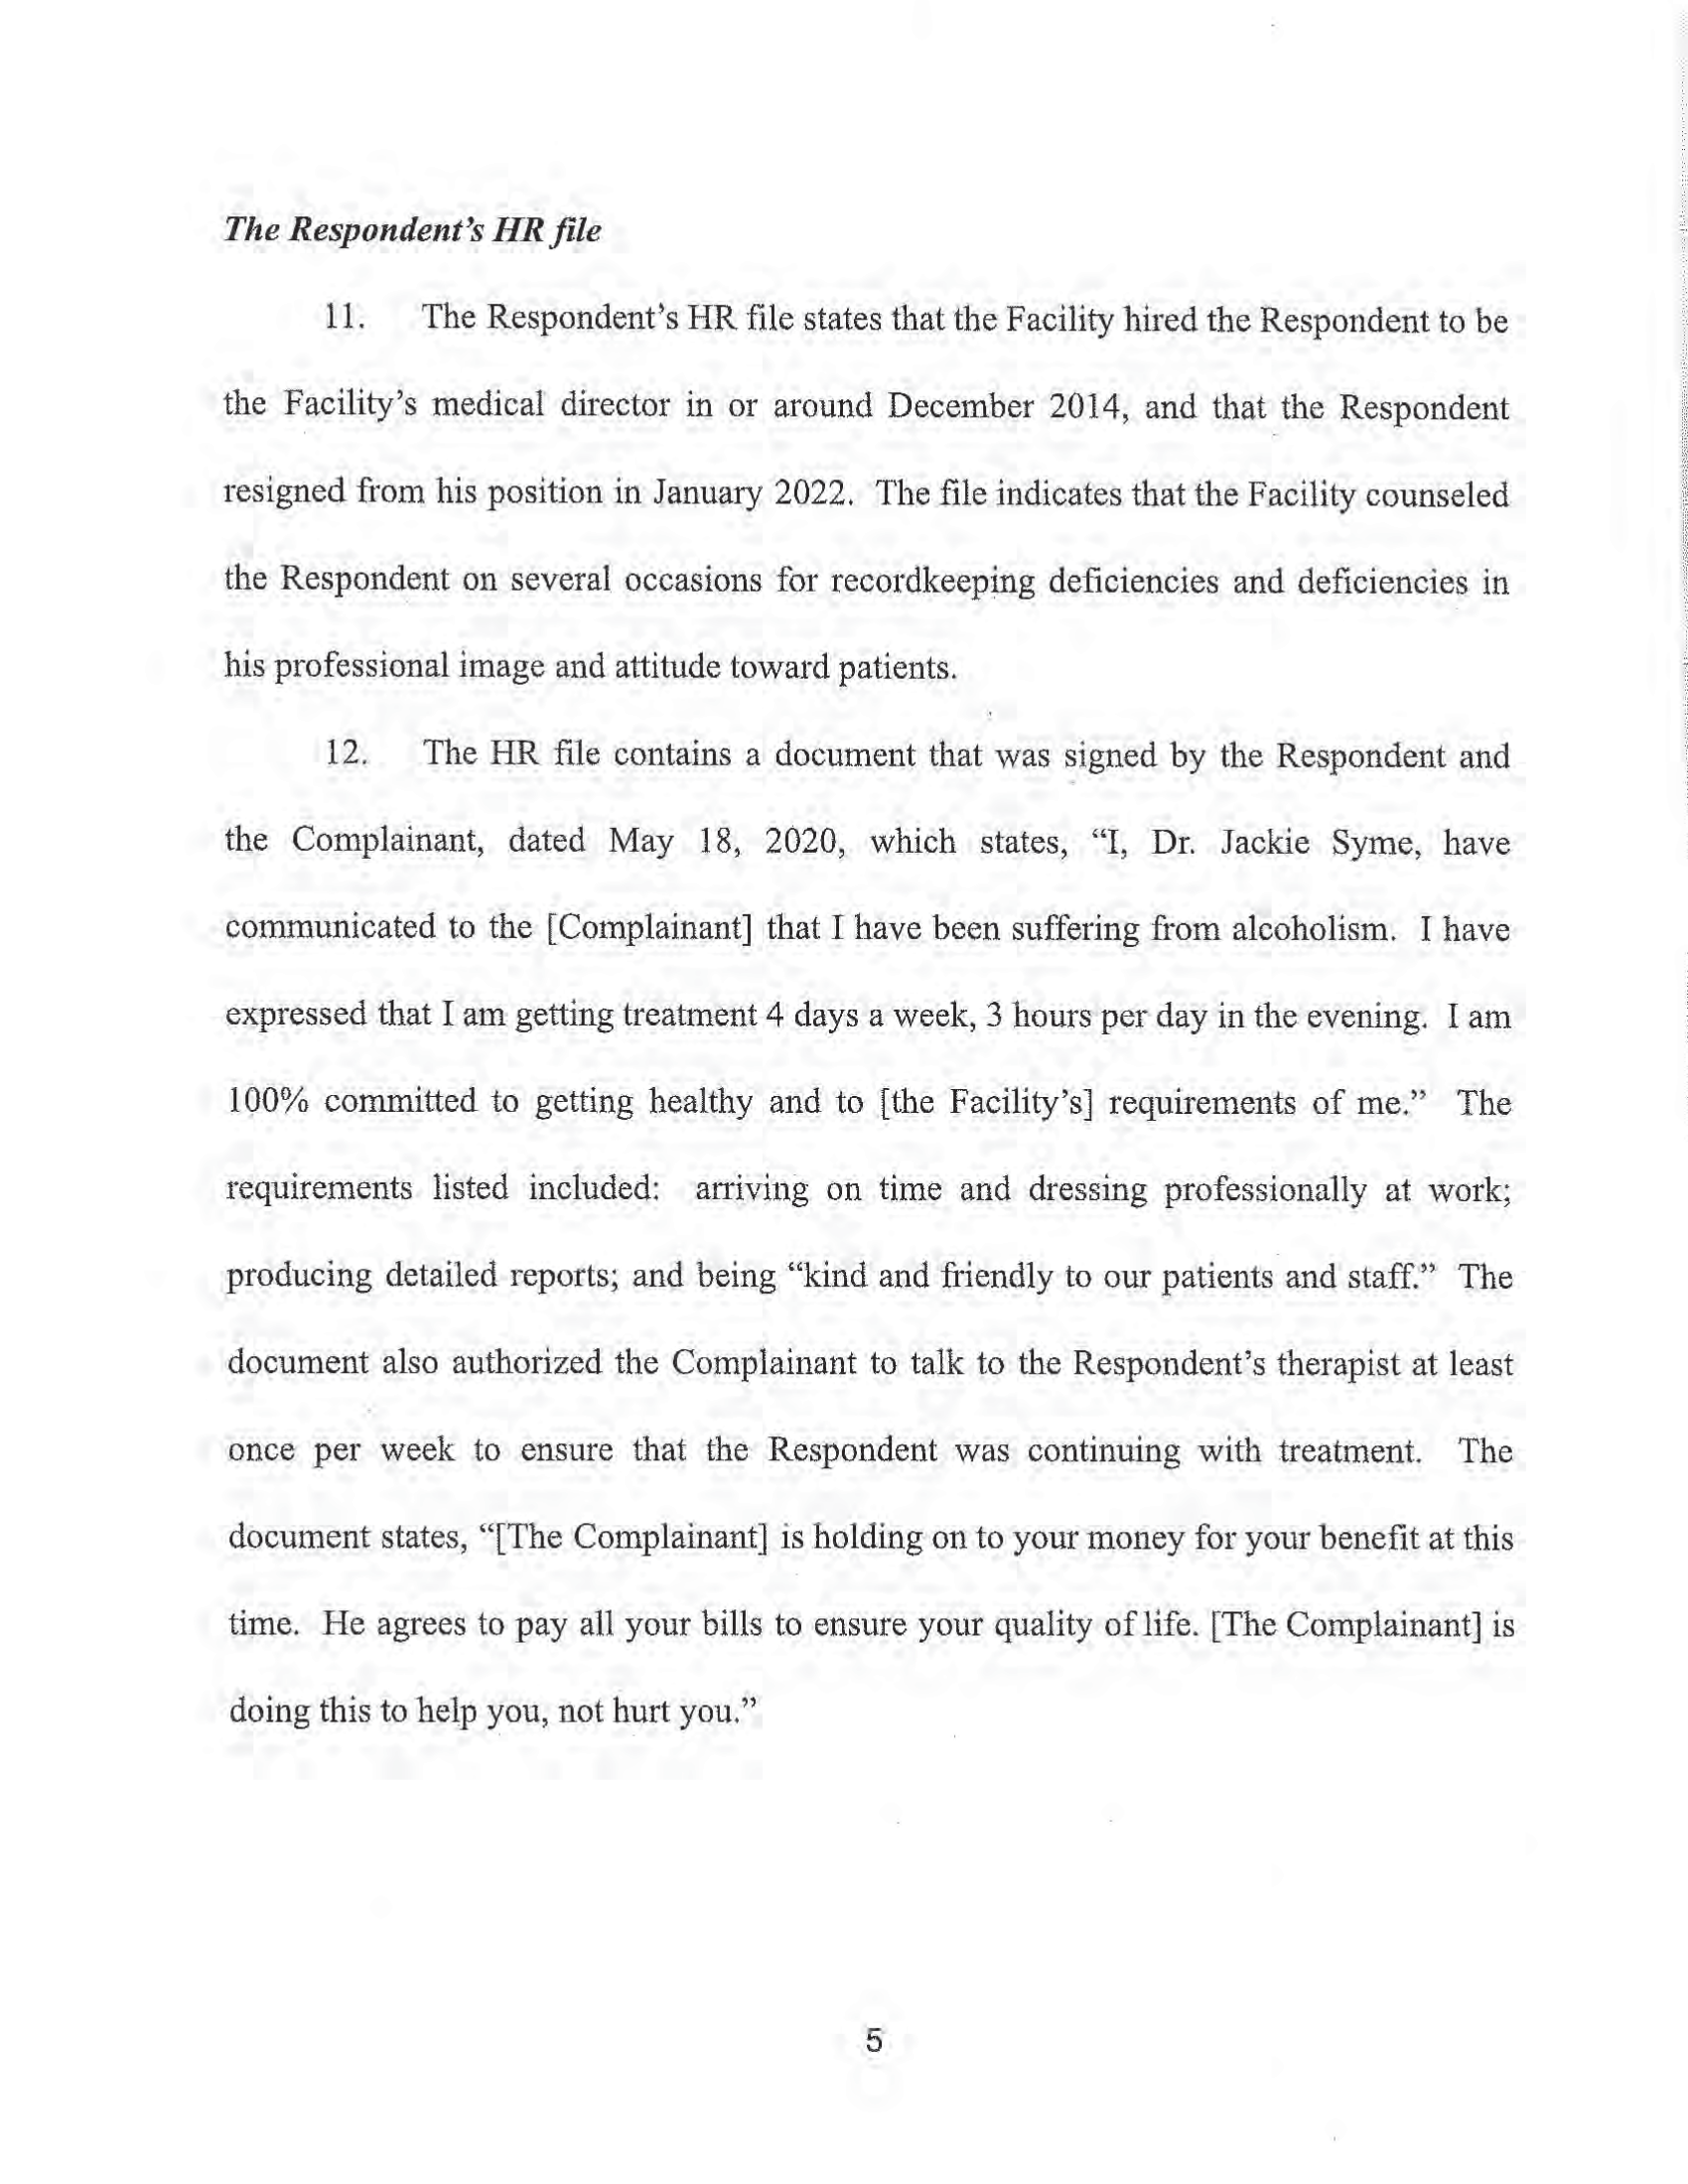 The Respondent's HR file
11. The Respondent's HR file states that the Facility hired the Respondent to be
the Facility's medical director in or around December 2014, and that the Respondent
resigned from his position in January 2022. The file indicates that the Facility counseled
the Respondent on several occasions for recordkeeping deficiencies and deficiencies in
his professional image and attitude toward patients.
12. The HR file contains a document that was signed by the Respondent and
the Complainant, dated May 18, 2020, which states, “I, Dr. Jackie Syme, have
communicated to the [Complainant] that I have been suffering from alcoholism. I have
expressed that I am getting treatment 4 days a week, 3 hours per day in the evening. I am
100% committed to getting healthy and to [the Facility's] requirements of me.” The
requirements listed included: arriving on time and dressing professionally at work;
producing detailed reports; and being “kind and friendly to our patients and staff.” The
document also authorized the Complainant to talk to the Respondent's therapist at least
once per week to ensure that the Respondent was continuing with treatment. The
document states, “[The Complainant] is holding on to your money for your benefit at this
time. He agrees to pay all your bills to ensure your quality of life. [The Complainant] is
doing this to help you, not hurt you.”
5